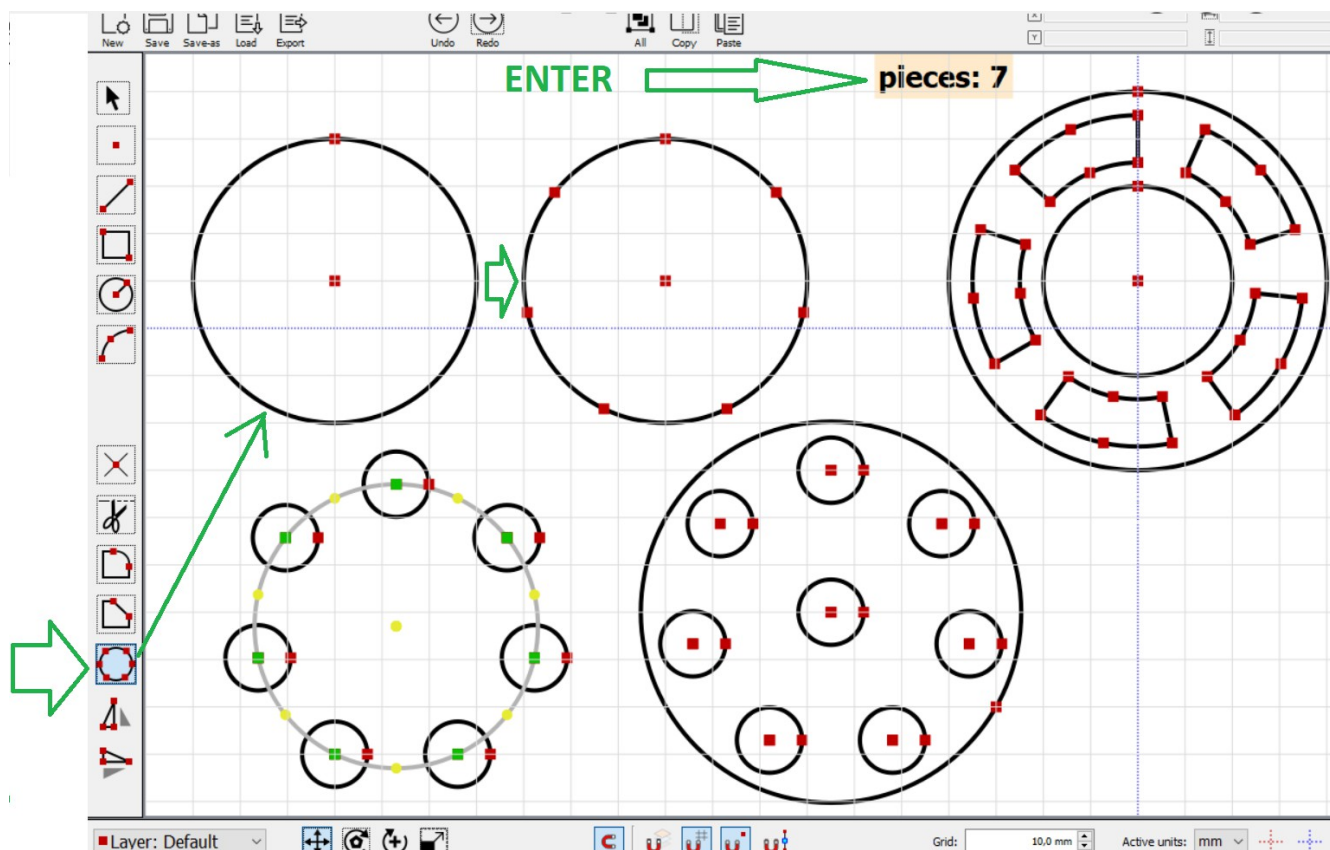 New Save Save-as Load Export Undo Redo All Copy Paste
X
Y
ENTER pieces: 7
Layer: Default Grid: 10,0 mm Active units: mm